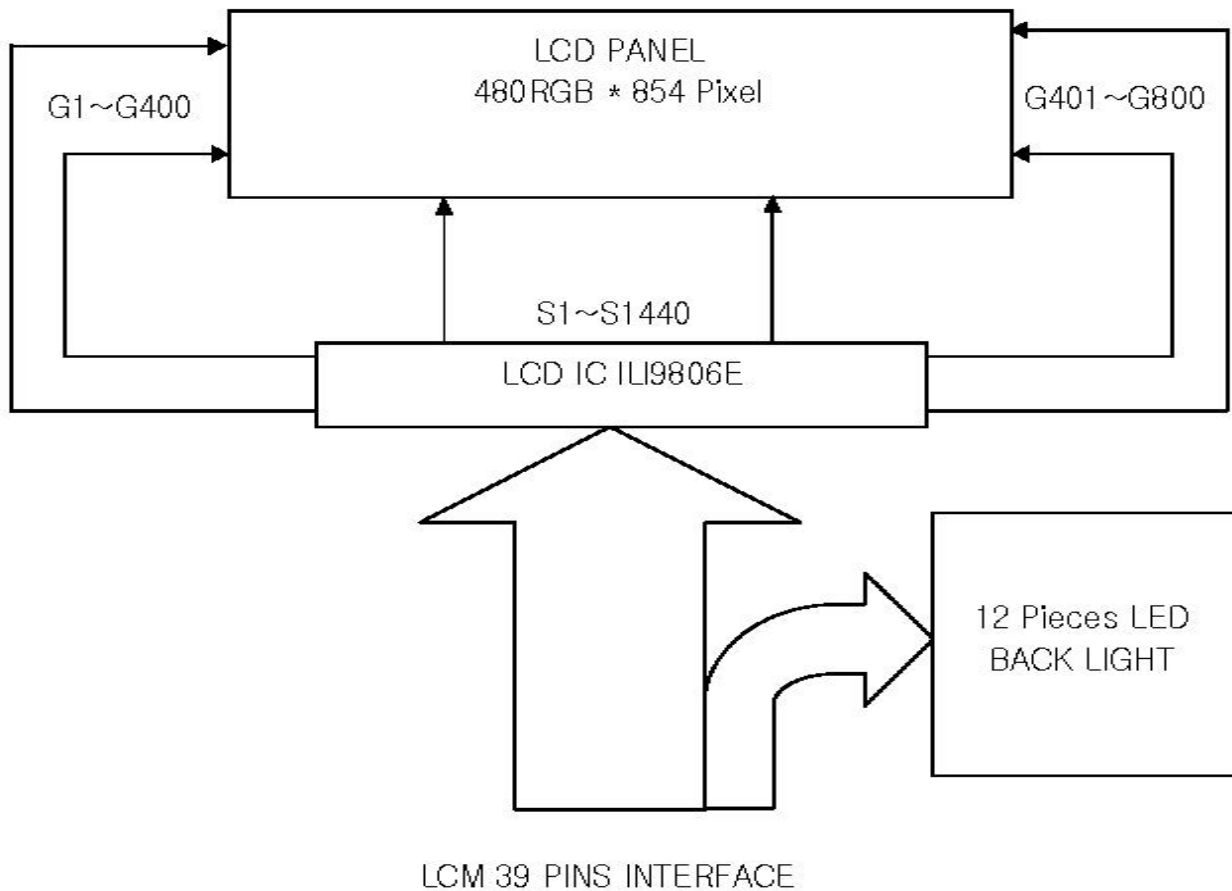 LCD PANEL
480RGB * 854 Pixel
G1~G400
G401~G800
S1~S1440
LCD IC ILI9806E
12 Pieces LED
BACK LIGHT
LCM 39 PINS INTERFACE